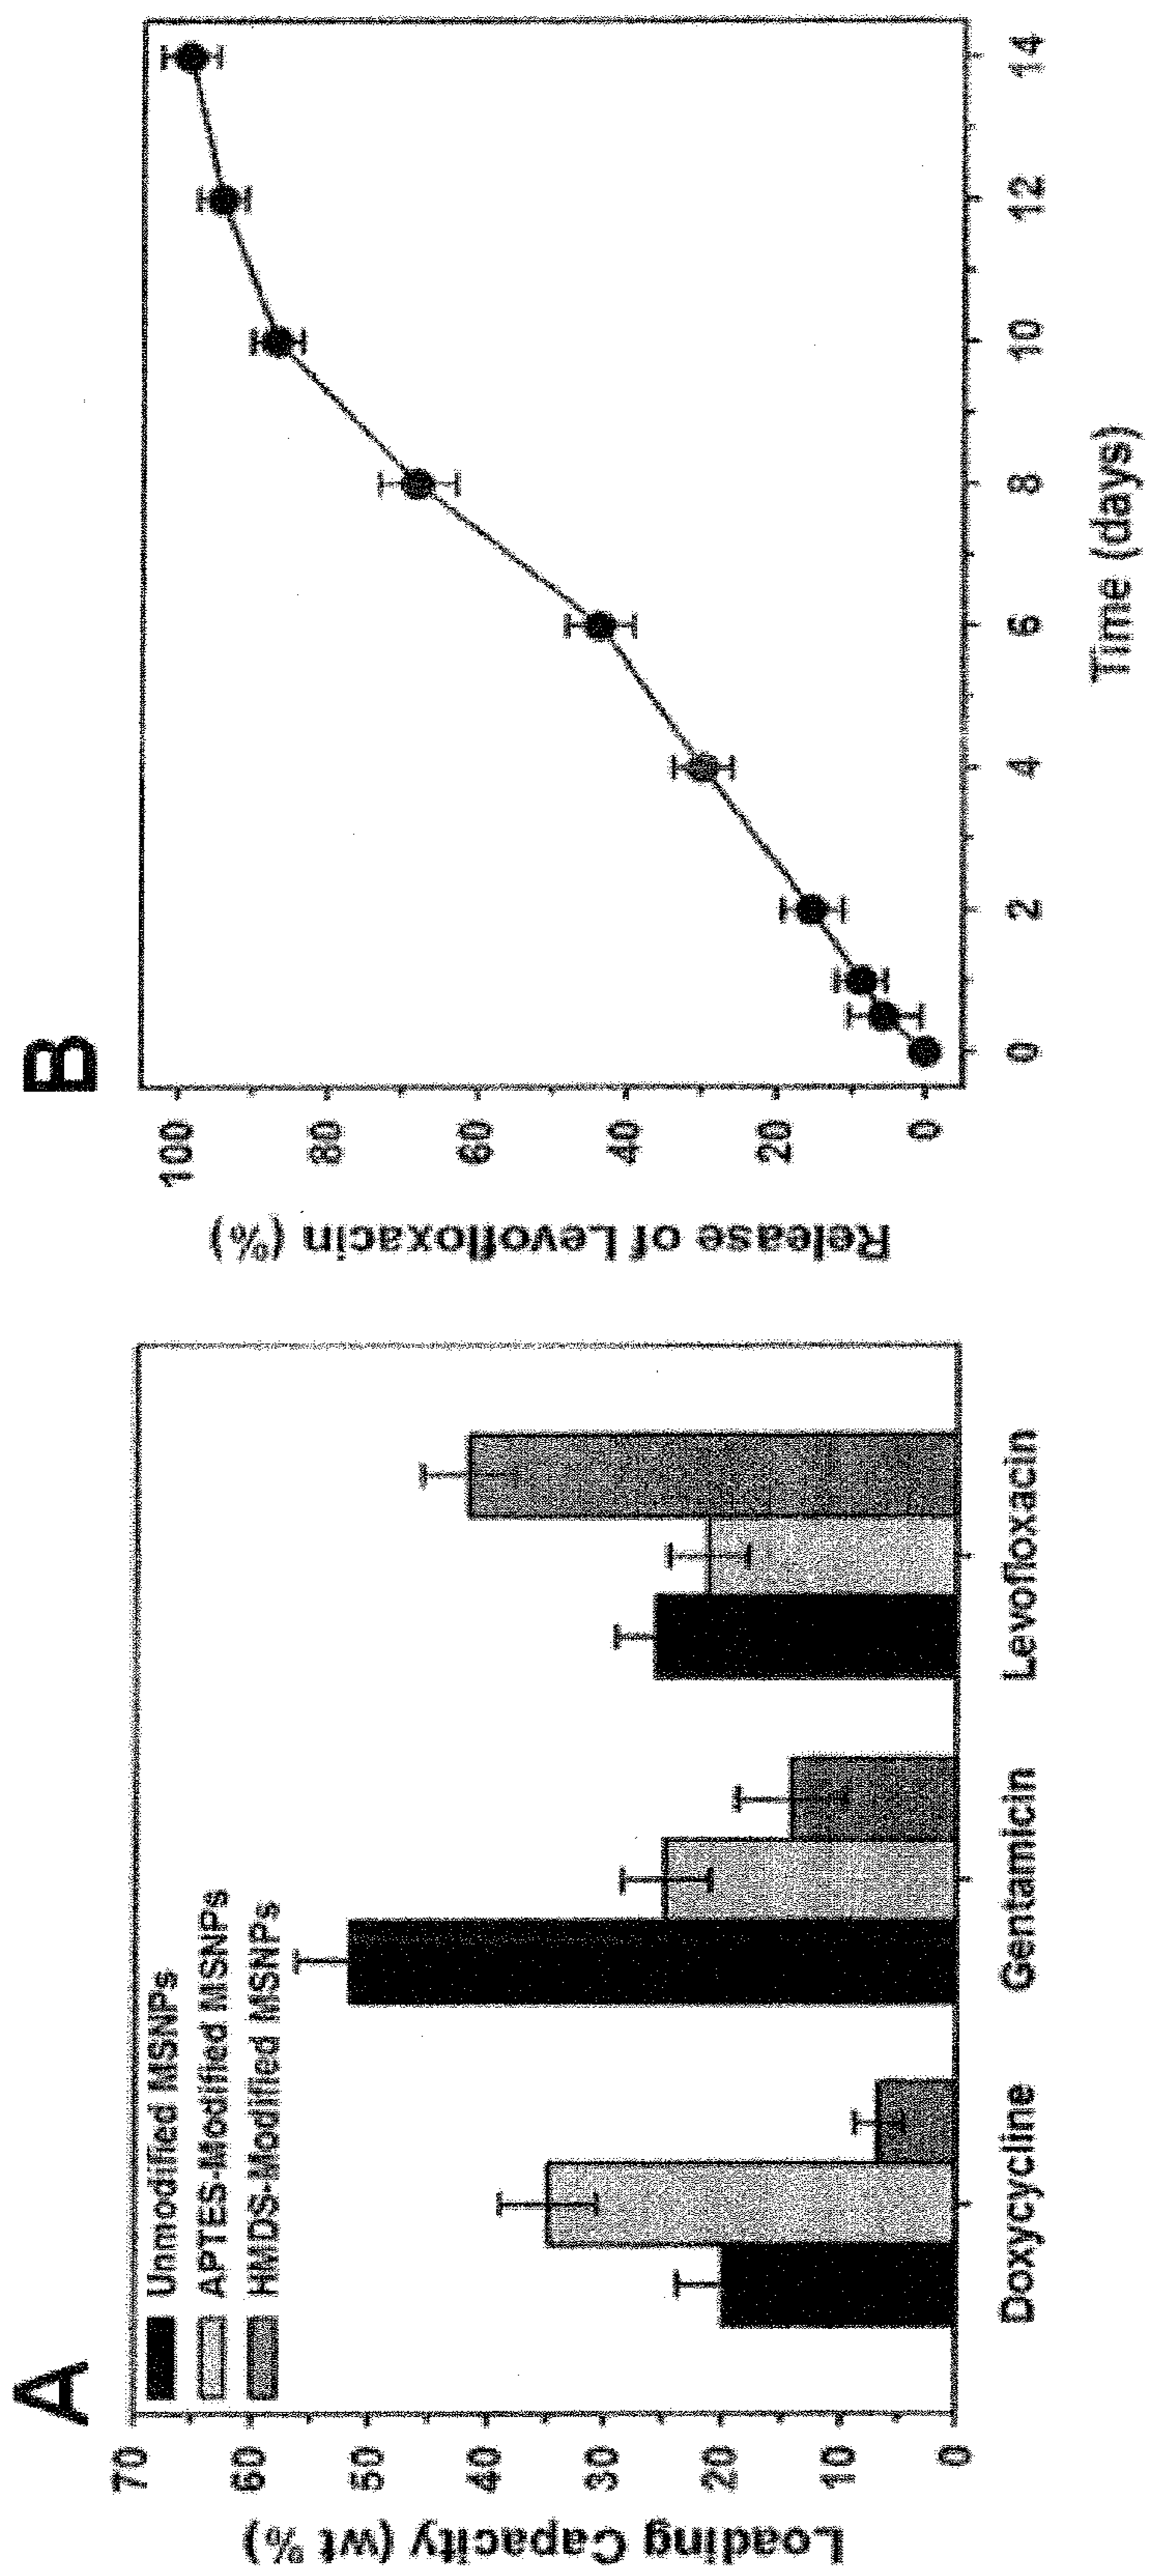 A
Loading Capacity (wt %)
70
60
50
40
30
20
10
0
Unmodified MSNPs
APTES-Modified MSNPs
HMDS-Modified MSNPs
Doxycycline
Gentamicin
Levofloxacin
B
Release of Levofloxacin (%)
100
80
60
40
20
0
0
2
4
6
8
10
12
14
Time (days)